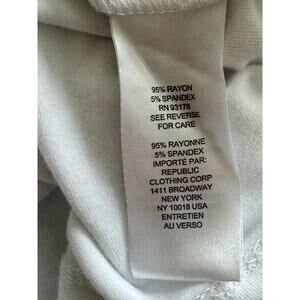 95% RAYON
5% SPANDEX
RN 93178
SEE REVERSE
FOR CARE
95% RAYONNE
5% SPANDEX
IMPORTÉ PAR:
REPUBLIC
CLOTHING CORP
1411 BROADWAY
NEW YORK
NY 10018 USA
ENTRETIEN
AU VERSO